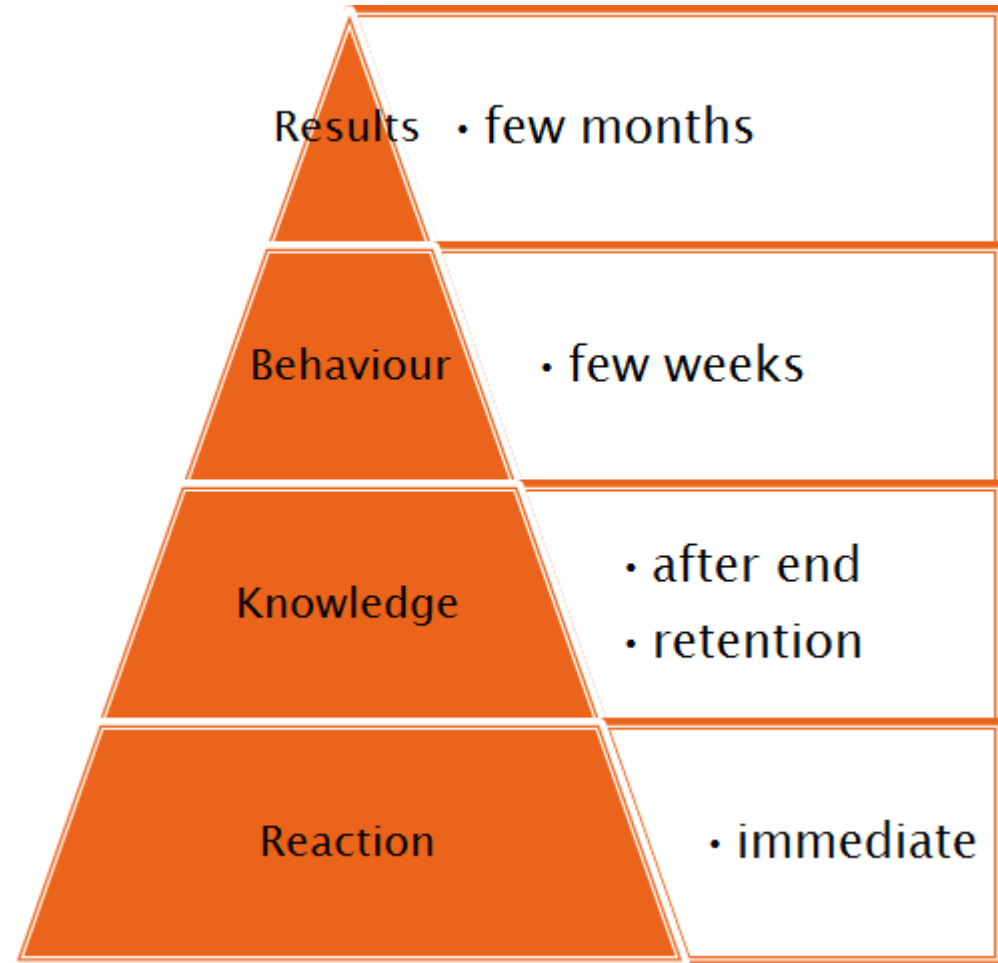 Results
• few months
Behaviour
• few weeks
Knowledge
• after end
• retention
Reaction
• immediate